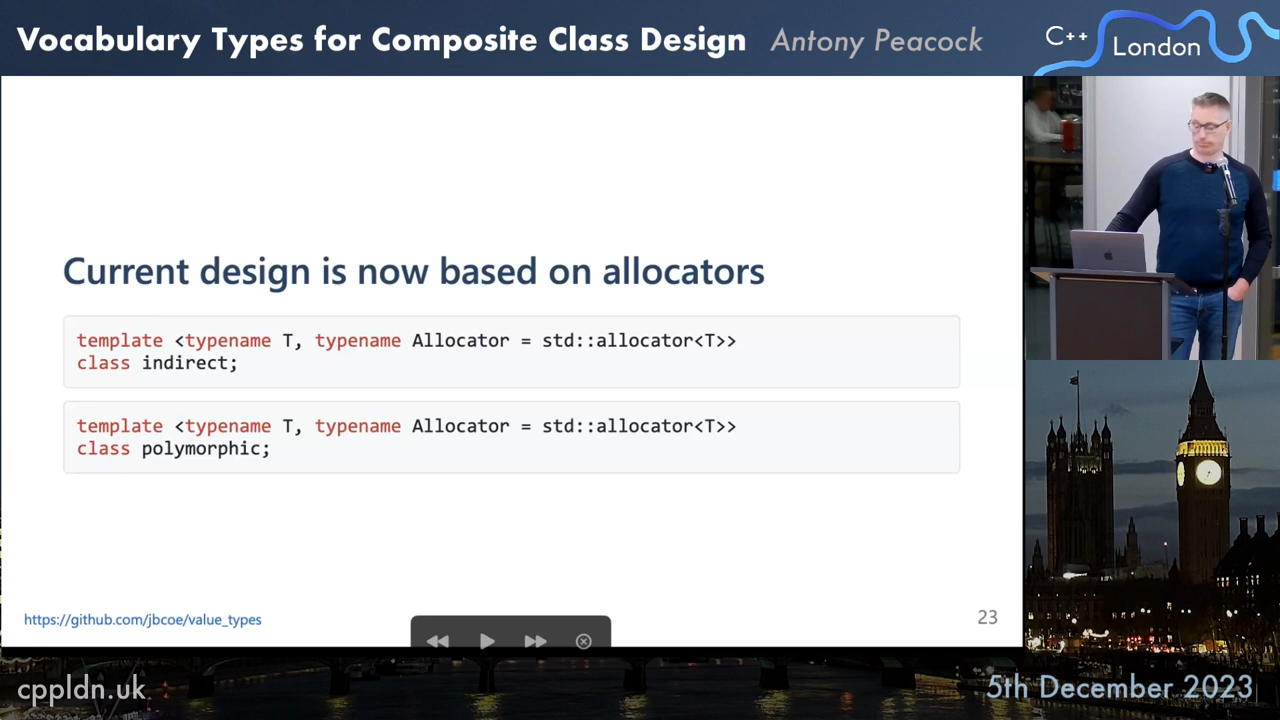 Vocabulary Types for Composite Class Design Antony Peacock
C++ London
Current design is now based on allocators
template <typename T, typename Allocator = std::allocator<T>>
class indirect;
template <typename T, typename Allocator = std::allocator<T>>
class polymorphic;
https://github.com/jbcoe/value_types
23
cppldn.uk
5th December 2023